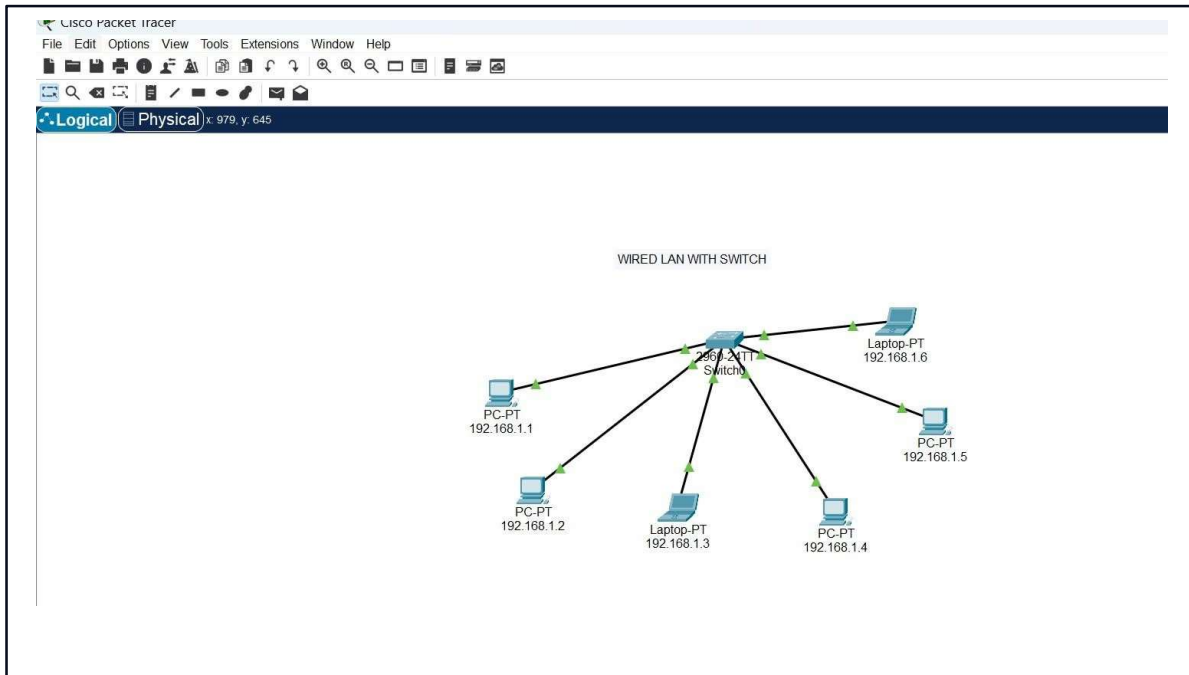 Cisco Packet Tracer
File Edit Options View Tools Extensions Window Help
Logical Physical x: 979, y: 645
WIRED LAN WITH SWITCH
Laptop-PT
192.168.1.6
2960-24TT
Switch0
PC-PT
192.168.1.1
PC-PT
192.168.1.5
PC-PT
192.168.1.2
Laptop-PT
192.168.1.3
PC-PT
192.168.1.4